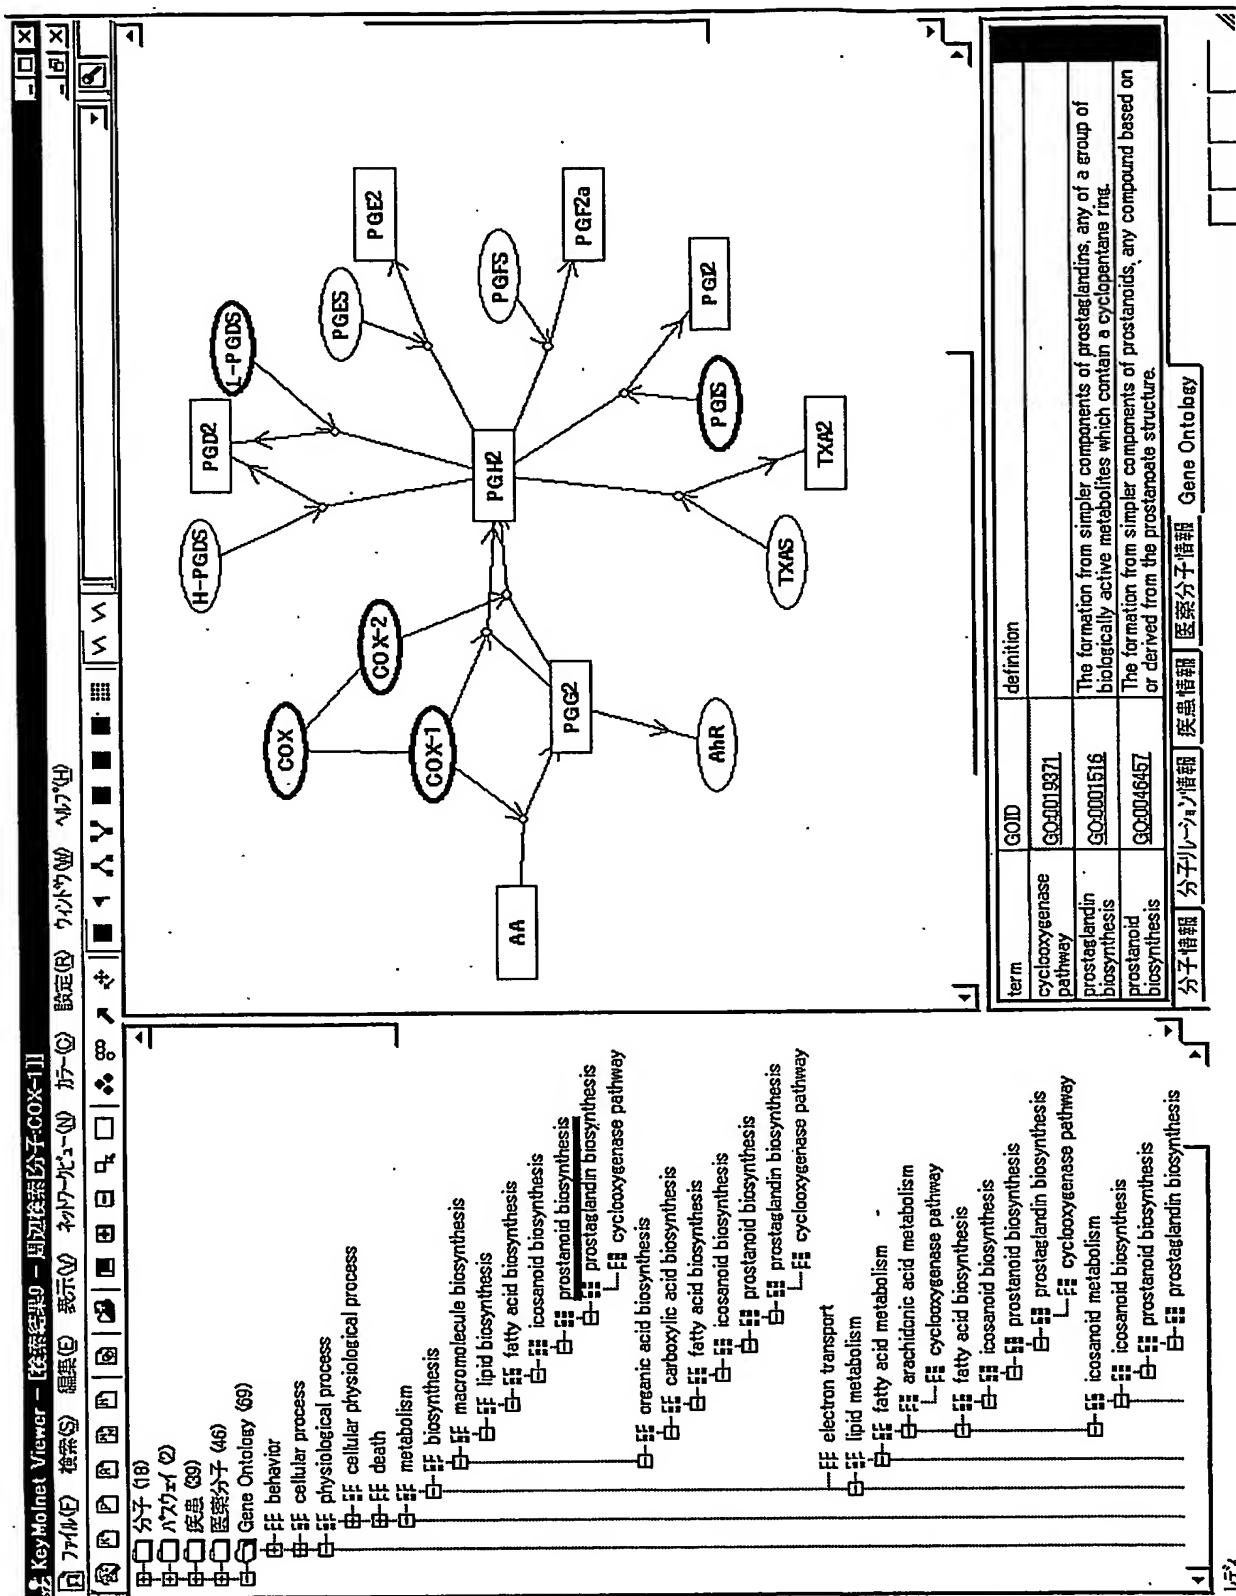 KeyMolnet Viewer - [検索結果9 - 周辺検索(分子:COX-1)]
ファイル(F) 検索(S) 編集(E) 表示(V) ネットワークビュー(N) カラー(C) 設定(R) ウィンドウ(W) ヘルプ(H)
分子 (18)
パスウェイ (2)
疾患 (39)
医薬分子 (46)
Gene Ontology (69)
behavior
cellular process
physiological process
cellular physiological process
death
metabolism
biosynthesis
macromolecule biosynthesis
lipid biosynthesis
fatty acid biosynthesis
icosanoid biosynthesis
prostanoid biosynthesis
prostaglandin biosynthesis
cyclooxygenase pathway
organic acid biosynthesis
carboxylic acid biosynthesis
fatty acid biosynthesis
icosanoid biosynthesis
prostanoid biosynthesis
prostaglandin biosynthesis
cyclooxygenase pathway
electron transport
lipid metabolism
fatty acid metabolism
arachidonic acid metabolism
cyclooxygenase pathway
fatty acid biosynthesis
icosanoid biosynthesis
prostanoid biosynthesis
prostaglandin biosynthesis
cyclooxygenase pathway
icosanoid metabolism
icosanoid biosynthesis
prostanoid biosynthesis
prostaglandin biosynthesis
H-PGDS
PGD2
L-PGDS
PGES
PGE2
COX
COX-2
COX-1
AA
PGG2
PGH2
PGFS
PGF2a
AhR
TXAS
TXA2
PGIS
PGI2
term GOID definition
cyclooxygenase pathway GO:0019371
prostaglandin biosynthesis GO:0001516 The formation from simpler components of prostaglandins, any of a group of
biologically active metabolites which contain a cyclopentane ring.
prostanoid biosynthesis GO:0046457 The formation from simpler components of prostanoids, any compound based on
or derived from the prostanoate structure.
分子情報 分子リレーション情報 疾患情報 医薬分子情報 Gene Ontology
レディ